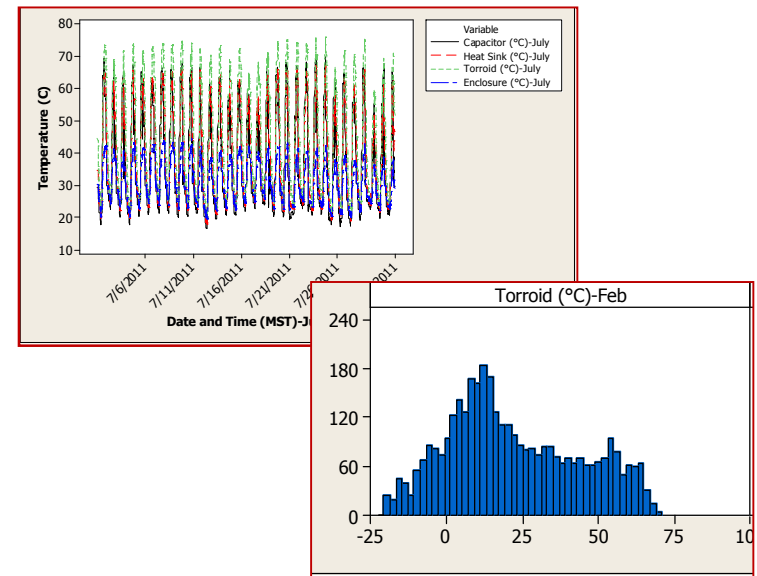 80
70
60
50
40
30
20
10
Temperature (C)
Variable
Capacitor (°C)-July
Heat Sink (°C)-July
Torroid (°C)-July
Enclosure (°C)-July
7/6/2011
7/11/2011
7/16/2011
7/21/2011
Date and Time (MST)-Ju
Torroid (°C)-Feb
240
180
120
60
0
-25
0
25
50
75
10